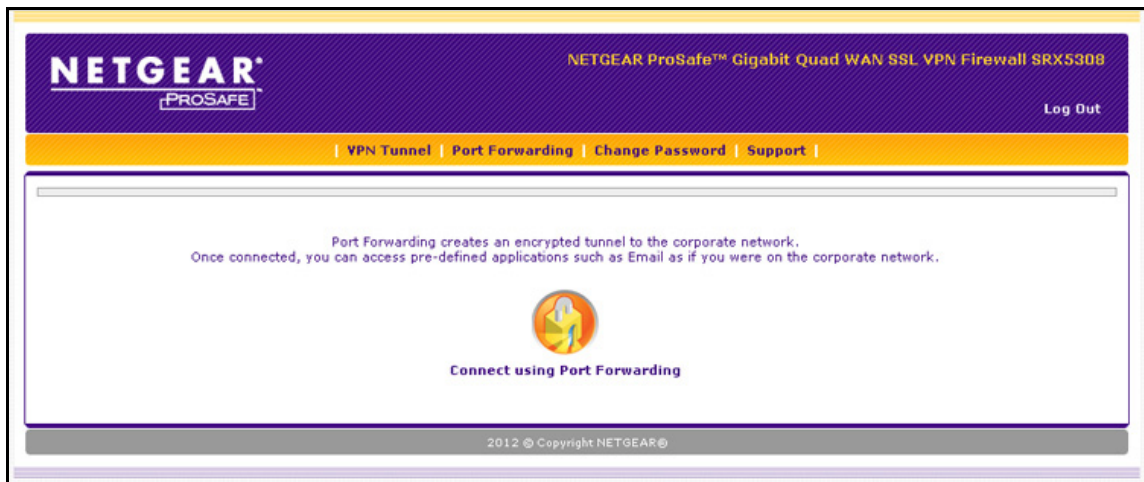 NETGEAR®
PROSAFE
NETGEAR ProSafe™ Gigabit Quad WAN SSL VPN Firewall SRX5308
Log Out
| VPN Tunnel | Port Forwarding | Change Password | Support |
Port Forwarding creates an encrypted tunnel to the corporate network.
Once connected, you can access pre-defined applications such as Email as if you were on the corporate network.
Connect using Port Forwarding
2012 © Copyright NETGEAR®